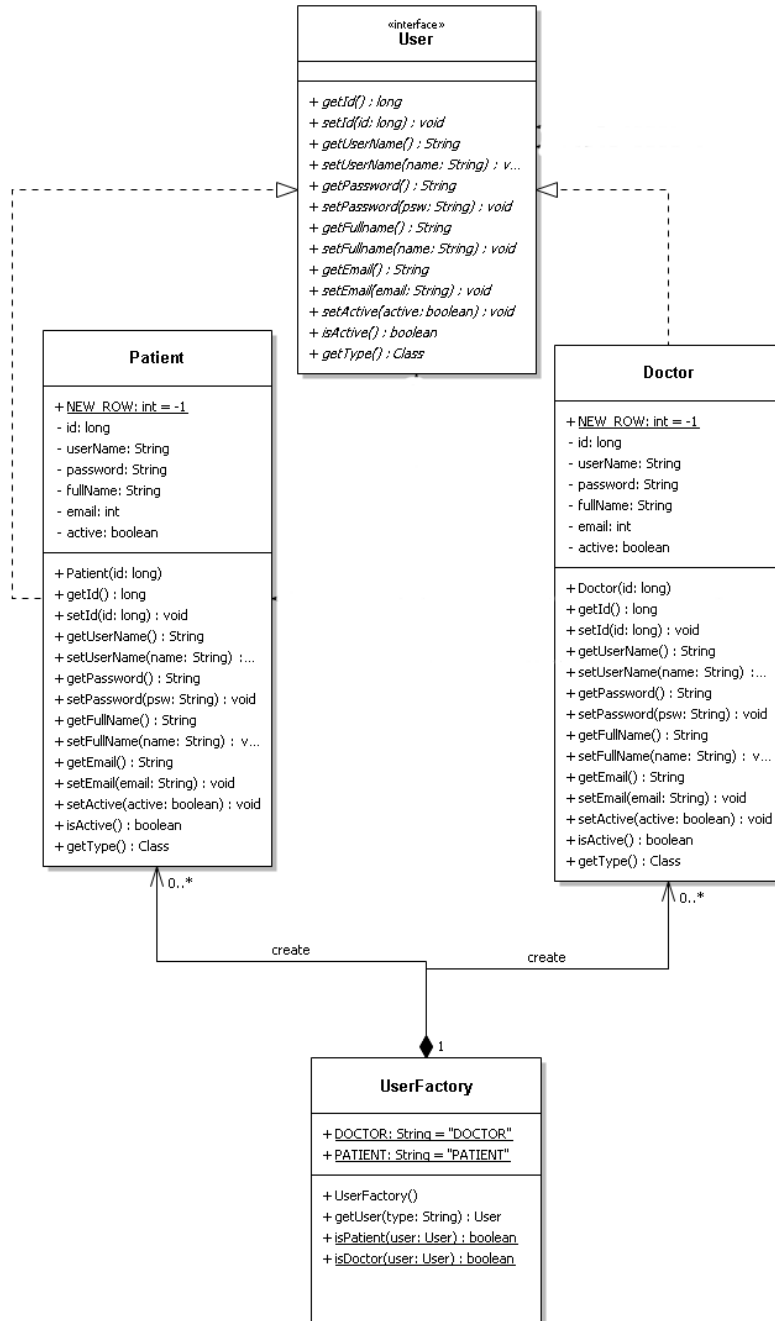 «interface»
User
+ getId() : long
+ setId(id: long) : void
+ getUserName() : String
+ setUserName(name: String) : v...
+ getPassword() : String
+ setPassword(psw: String) : void
+ getFullname() : String
+ setFullname(name: String) : void
+ getEmail() : String
+ setEmail(email: String) : void
+ setActive(active: boolean) : void
+ isActive() : boolean
+ getType() : Class
Patient
+ NEW_ROW: int = -1
- id: long
- userName: String
- password: String
- fullName: String
- email: int
- active: boolean
+ Patient(id: long)
+ getId() : long
+ setId(id: long) : void
+ getUserName() : String
+ setUserName(name: String) :...
+ getPassword() : String
+ setPassword(psw: String) : void
+ getFullName() : String
+ setFullName(name: String) : v...
+ getEmail() : String
+ setEmail(email: String) : void
+ setActive(active: boolean) : void
+ isActive() : boolean
+ getType() : Class
Doctor
+ NEW_ROW: int = -1
- id: long
- userName: String
- password: String
- fullName: String
- email: int
- active: boolean
+ Doctor(id: long)
+ getId() : long
+ setId(id: long) : void
+ getUserName() : String
+ setUserName(name: String) :...
+ getPassword() : String
+ setPassword(psw: String) : void
+ getFullName() : String
+ setFullName(name: String) : v...
+ getEmail() : String
+ setEmail(email: String) : void
+ setActive(active: boolean) : void
+ isActive() : boolean
+ getType() : Class
0..*
0..*
create
create
1
UserFactory
+ DOCTOR: String = "DOCTOR"
+ PATIENT: String = "PATIENT"
+ UserFactory()
+ getUser(type: String) : User
+ isPatient(user: User) : boolean
+ isDoctor(user: User) : boolean